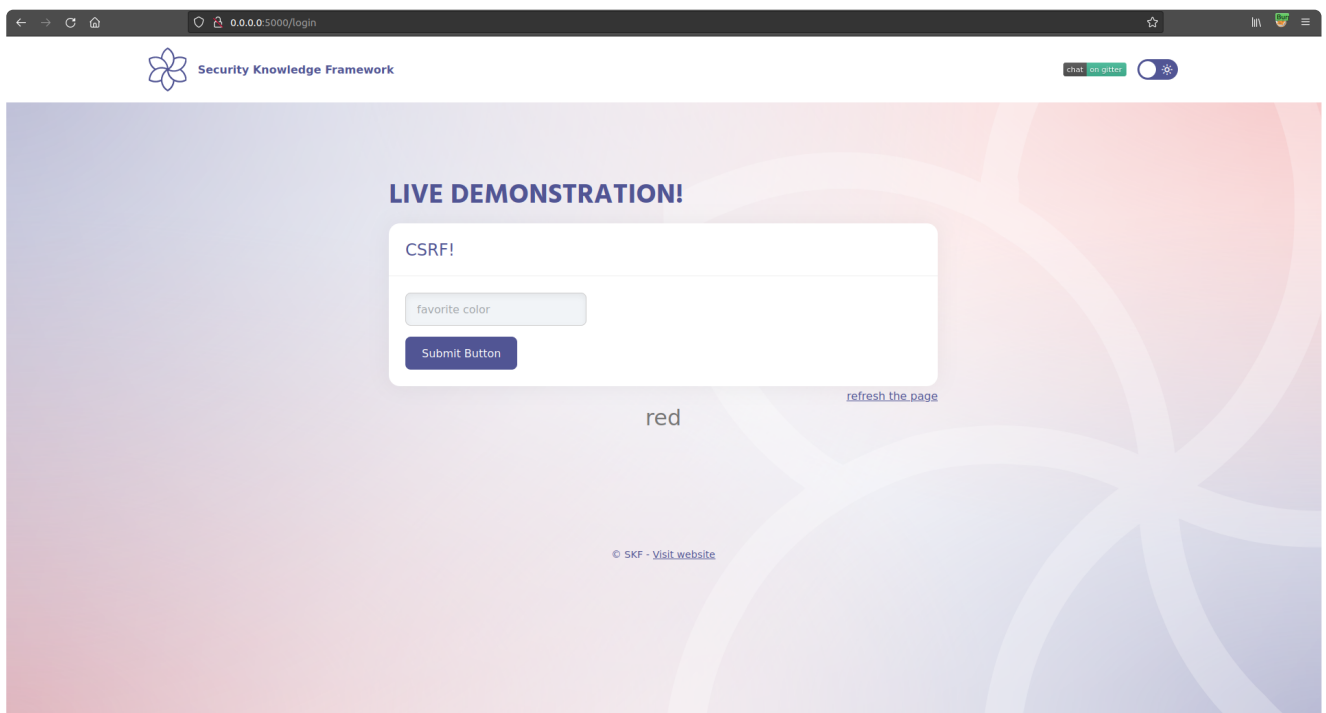 0.0.0.0:5000/login
Bur
Security Knowledge Framework
chat on gitter
LIVE DEMONSTRATION!
CSRF!
favorite color
Submit Button
refresh the page
red
© SKF - Visit website